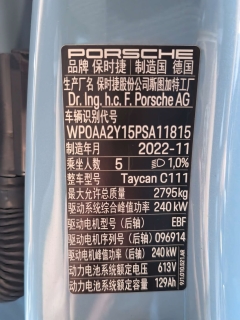 PORSCHE
品牌 保时捷 制造国 德国
生产厂名 保时捷股份公司斯图加特工厂
Dr. Ing. h.c. F. Porsche AG
车辆识别代号
WP0AA2Y15PSA11815
制造年月 2022-11
乘坐人数 5 1,0%
整车型号 Taycan C111
最大允许总质量 2795kg
驱动系统综合峰值功率 240 kW
驱动电机型号(后轴) EBF
驱动电机序列号(后轴) 096914
驱动电机峰值功率 240 kW
动力电池系统额定电压 613V
动力电池系统额定容量 129Ah